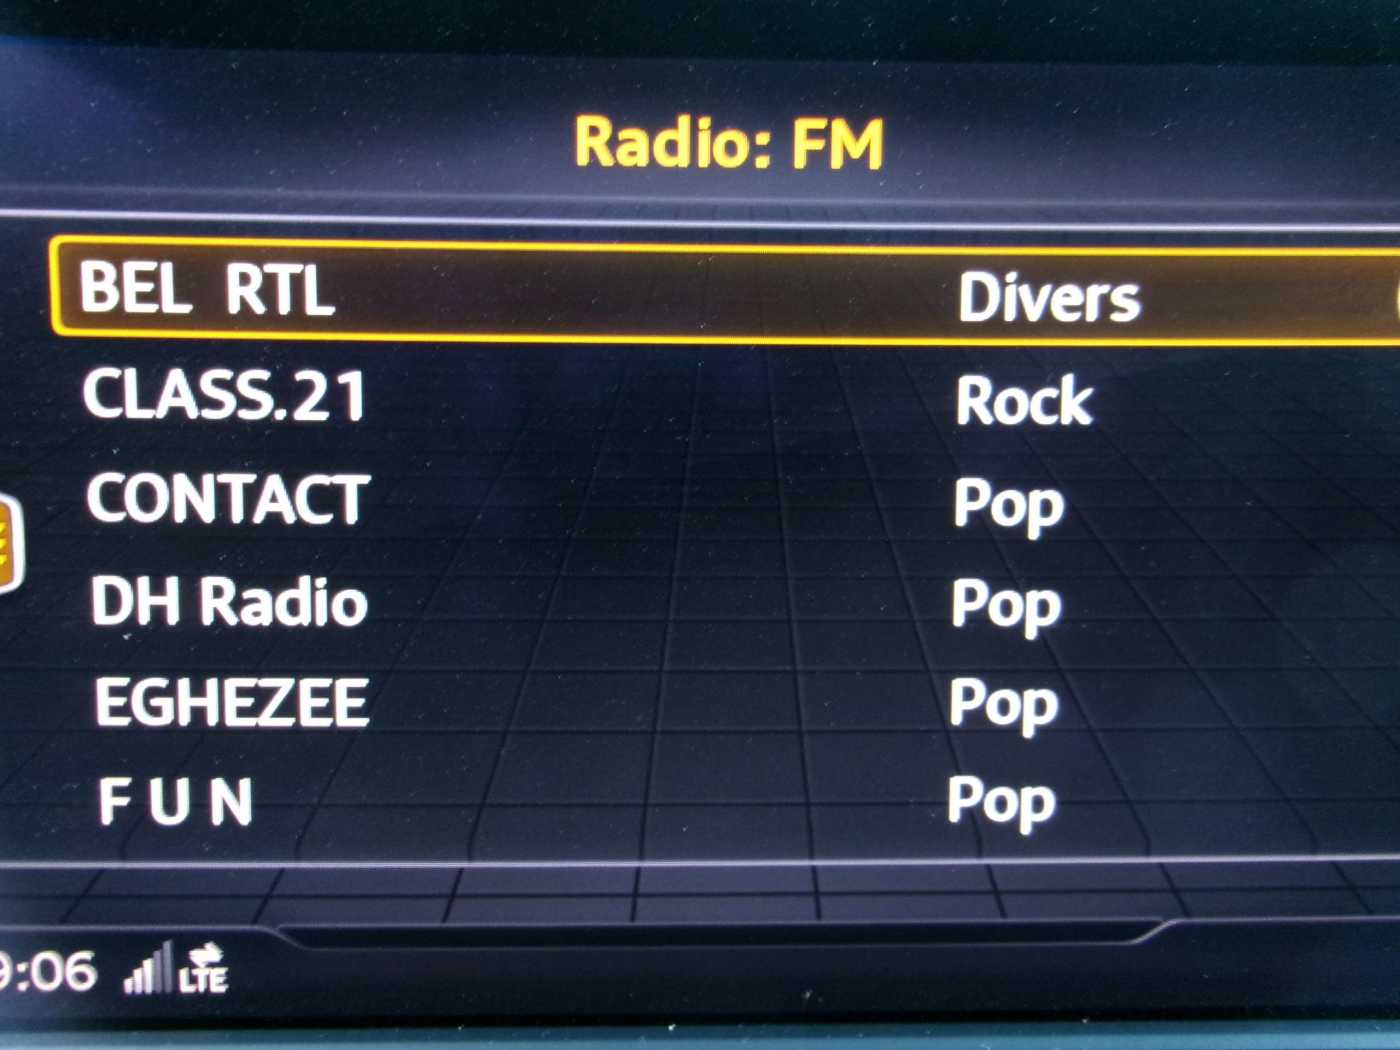 Radio: FM
BEL RTL Divers
CLASS.21 Rock
CONTACT Pop
DH Radio Pop
EGHEZEE Pop
F U N Pop
9:06 LTE